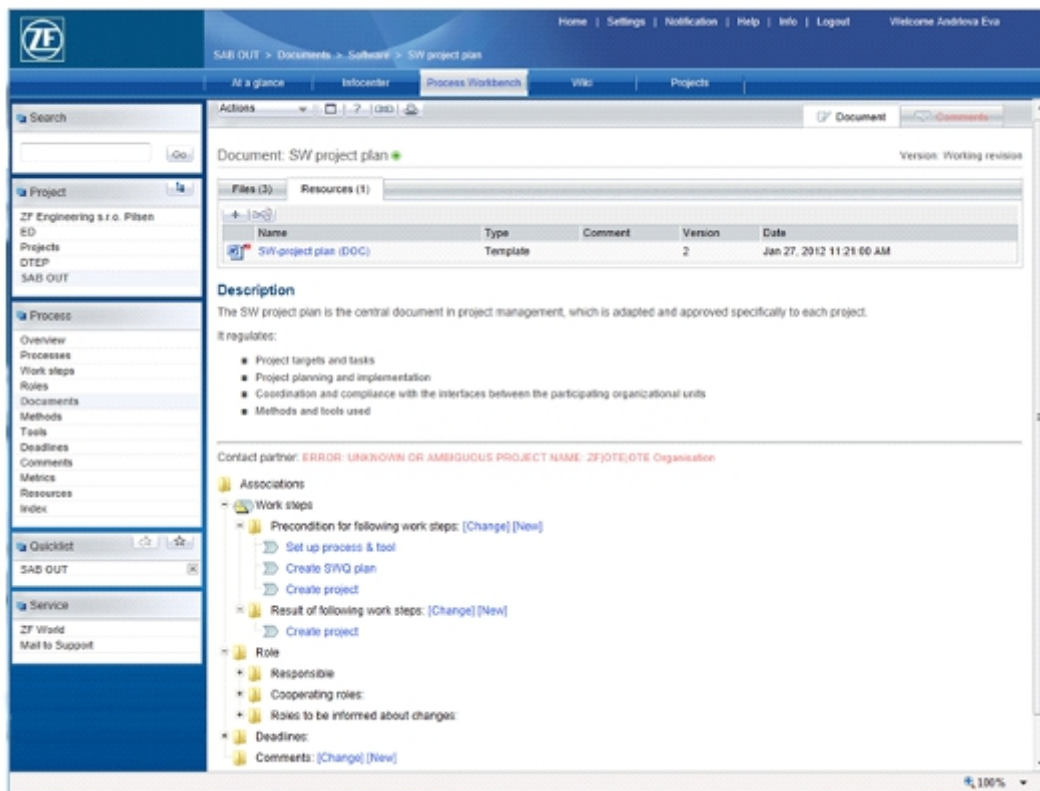 ZF
Home | Settings | Notification | Help | Info | Logout Welcome Andrlova Eva
SAB OUT > Documents > Software > SW project plan
At a glance | Infocenter | Process Workbench | Wiki | Projects
Search
Go
Project
ZF Engineering s.r.o. Pilsen
ED
Projects
DTEP
SAB OUT
Process
Overview
Processes
Work steps
Roles
Documents
Methods
Tools
Deadlines
Comments
Metrics
Resources
Index
Quicklist
SAB OUT
Service
ZF World
Mail to Support
Actions ?
Document Comments
Document: SW project plan Version: Working revision
Files (3) Resources (1)
+
Name Type Comment Version Date
SW-project plan (DOC) Template 2 Jan 27, 2012 11:21:00 AM
Description
The SW project plan is the central document in project management, which is adapted and approved specifically to each project.
It regulates:
Project targets and tasks
Project planning and implementation
Coordination and compliance with the interfaces between the participating organizational units
Methods and tools used
Contact partner: ERROR: UNKNOWN OR AMBIGUOUS PROJECT NAME: ZF|OTE|OTE Organisation
Associations
Work steps
Precondition for following work steps: [Change] [New]
Set up process & tool
Create SWQ plan
Create project
Result of following work steps: [Change] [New]
Create project
Role
Responsible
Cooperating roles:
Roles to be informed about changes:
Deadlines:
Comments: [Change] [New]
100%